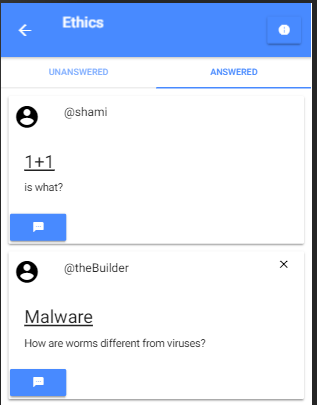 Ethics
UNANSWERED
ANSWERED
@shami
1+1
is what?
@theBuilder
Malware
How are worms different from viruses?